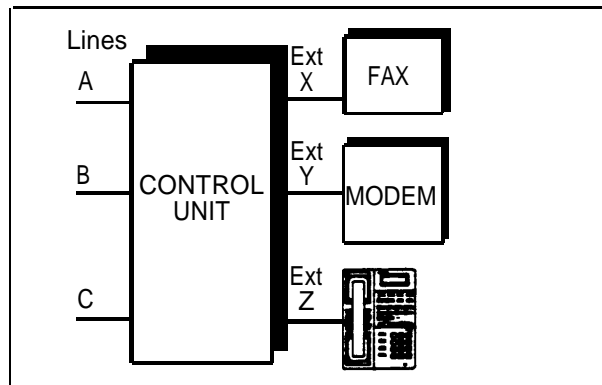 Lines
A
B
C
CONTROL
UNIT
Ext
X
FAX
Ext
Y
MODEM
Ext
Z